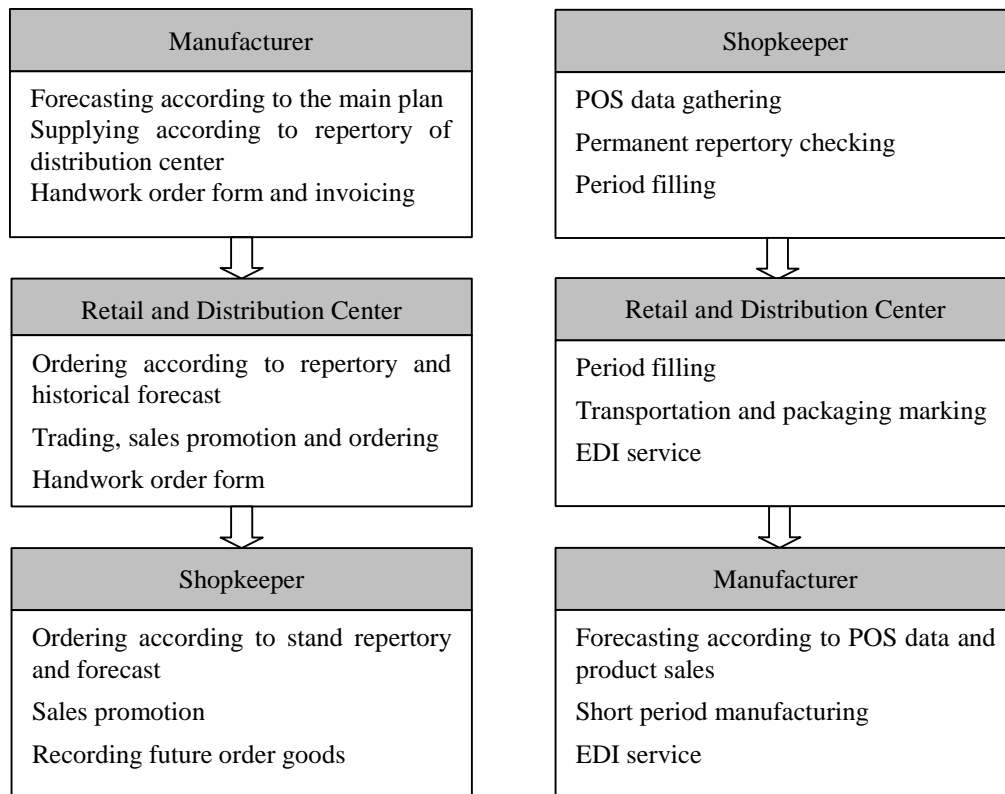 Manufacturer
Forecasting according to the main plan
Supplying according to repertory of
distribution center
Handwork order form and invoicing
Retail and Distribution Center
Ordering according to repertory and
historical forecast
Trading, sales promotion and ordering
Handwork order form
Shopkeeper
Ordering according to stand repertory
and forecast
Sales promotion
Recording future order goods
Shopkeeper
POS data gathering
Permanent repertory checking
Period filling
Retail and Distribution Center
Period filling
Transportation and packaging marking
EDI service
Manufacturer
Forecasting according to POS data and
product sales
Short period manufacturing
EDI service